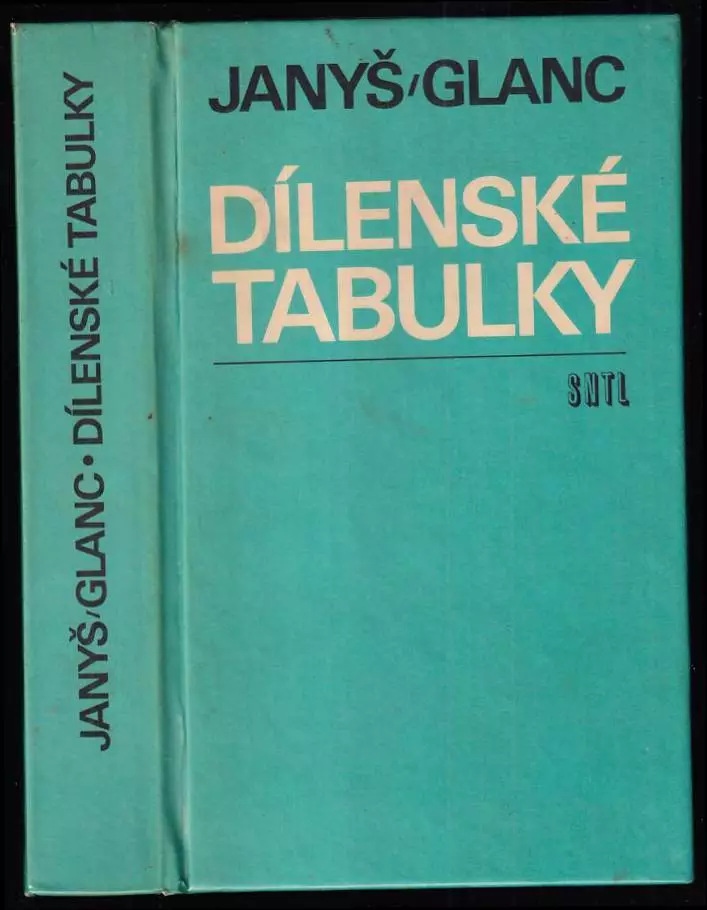 JANYŠ/GLANC • DÍLENSKÉ TABULKY
JANYŠ/GLANC
DÍLENSKÉ
TABULKY
SNTL